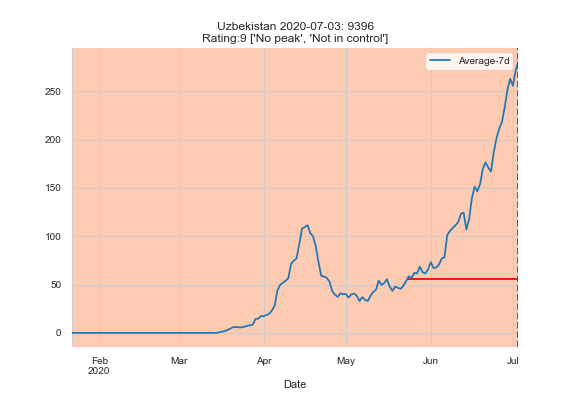 Uzbekistan 2020-07-03: 9396
Rating:9 ['No peak', 'Not in control']
Average-7d
250
200
150
100
50
0
Feb Mar Apr May Jun Jul
2020
Date